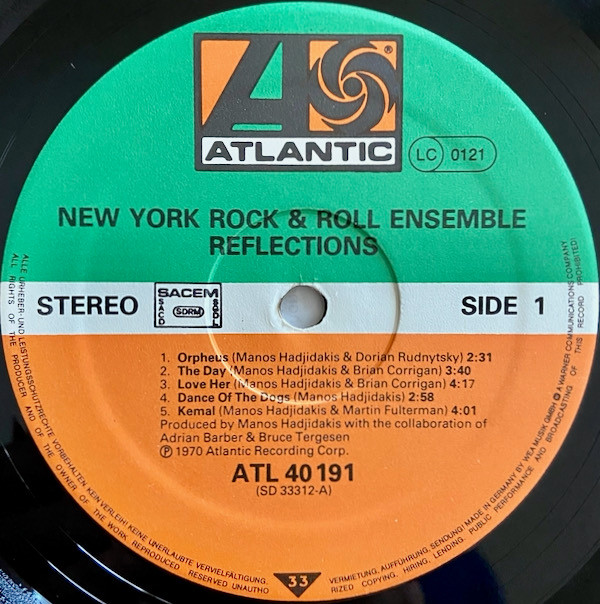 ATLANTIC
®
LC 0121
NEW YORK ROCK & ROLL ENSEMBLE
REFLECTIONS
STEREO
SACEM
SACD
SDRM
SGDL
SIDE 1
1. Orpheus (Manos Hadjidakis & Dorian Rudnytsky) 2:31
2. The Day (Manos Hadjidakis & Brian Corrigan) 3:40
3. Love Her (Manos Hadjidakis & Brian Corrigan) 4:17
4. Dance Of The Dogs (Manos Hadjidakis) 2:58
5. Kemal (Manos Hadjidakis & Martin Fulterman) 4:01
Produced by Manos Hadjidakis with the collaboration of
Adrian Barber & Bruce Tergesen
℗ 1970 Atlantic Recording Corp.
ATL 40 191
(SD 33312-A)
33
ALLE URHEBER- UND LEISTUNGSSCHUTZRECHTE VORBEHALTEN. KEIN VERLEIH! KEINE UNERLAUBTE VERVIELFÄLTIGUNG, VERMIETUNG, AUFFÜHRUNG, SENDUNG! MADE IN GERMANY BY WEA MUSIK GMBH. A WARNER COMMUNICATIONS COMPANY
ALL RIGHTS OF THE PRODUCER AND OF THE OWNER OF THE WORK REPRODUCED RESERVED. UNAUTHORIZED COPYING, HIRING, LENDING, PUBLIC PERFORMANCE AND BROADCASTING OF THIS RECORD PROHIBITED!